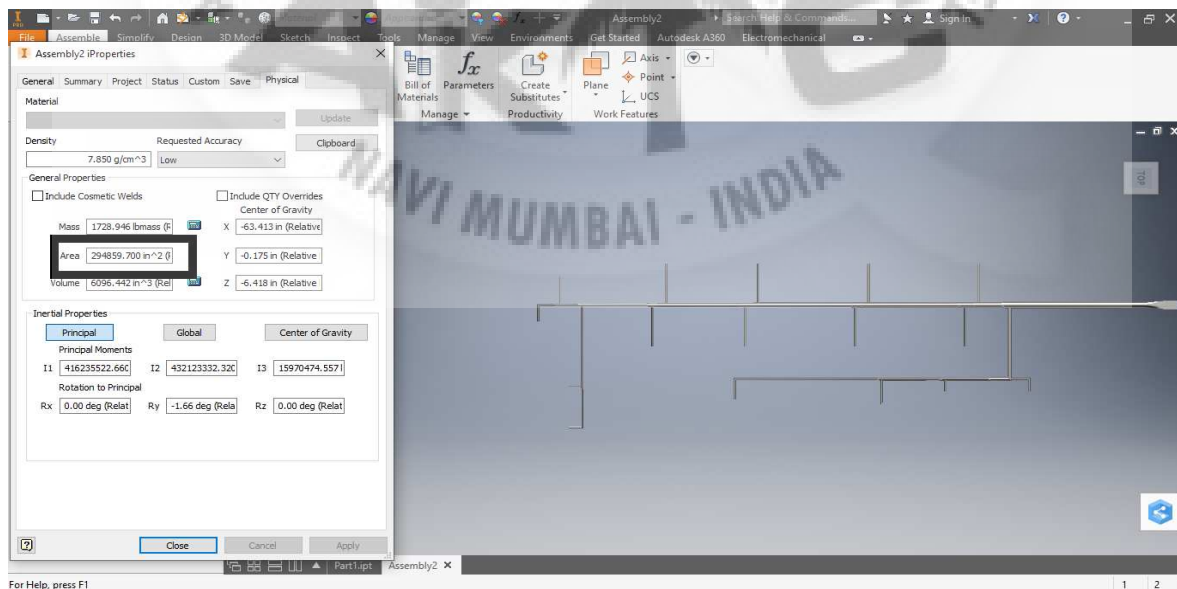 Assembly2
Search Help & Commands...
Sign In
File Assemble Simplify Design 3D Model Sketch Inspect Tools Manage View Environments Get Started Autodesk A360 Electromechanical
Assembly2 iProperties
General Summary Project Status Custom Save Physical
Material
Update
Density Requested Accuracy
Clipboard
7.850 g/cm^3 Low
General Properties
Include Cosmetic Welds Include QTY Overrides
Center of Gravity
Mass 1728.946 lbmass (R X -63.413 in (Relative
Area 294859.700 in^2 (R Y -0.175 in (Relative
Volume 6096.442 in^3 (Rel Z -6.418 in (Relative
Inertial Properties
Principal Global Center of Gravity
Principal Moments
I1 416235522.660 I2 432123332.320 I3 15970474.557 l
Rotation to Principal
Rx 0.00 deg (Relat Ry -1.66 deg (Rela Rz 0.00 deg (Relat
Close Cancel Apply
Bill of Materials
Parameters
Create Substitutes
Plane
Axis
Point
UCS
Manage Productivity Work Features
TOP
NAVI MUMBAI - INDIA
Part1.ipt Assembly2
For Help, press F1
1 2